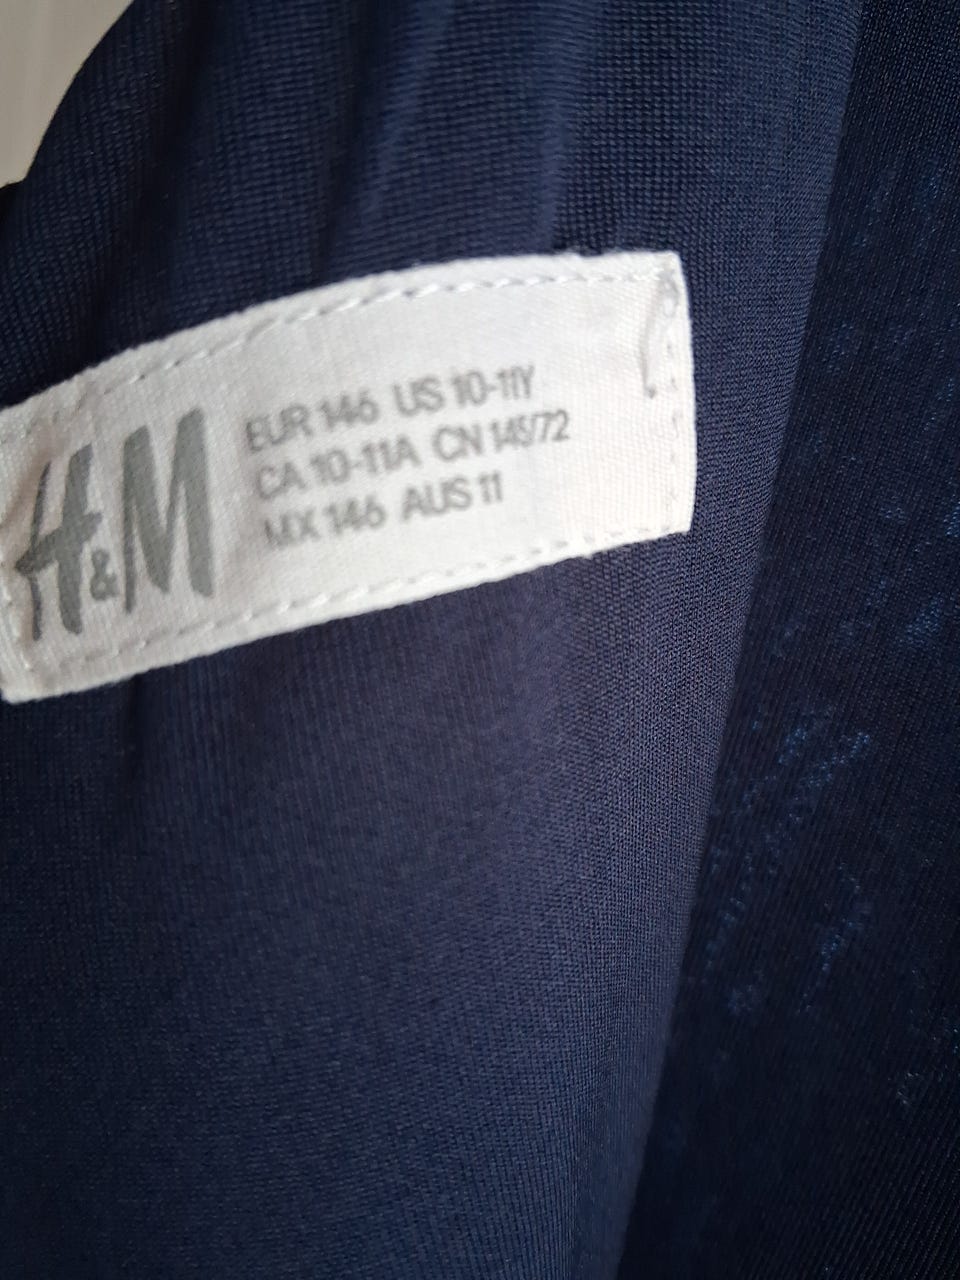 H&M
EUR 146 US 10-11Y
CA 10-11A CN 145/72
MX 146 AUS 11